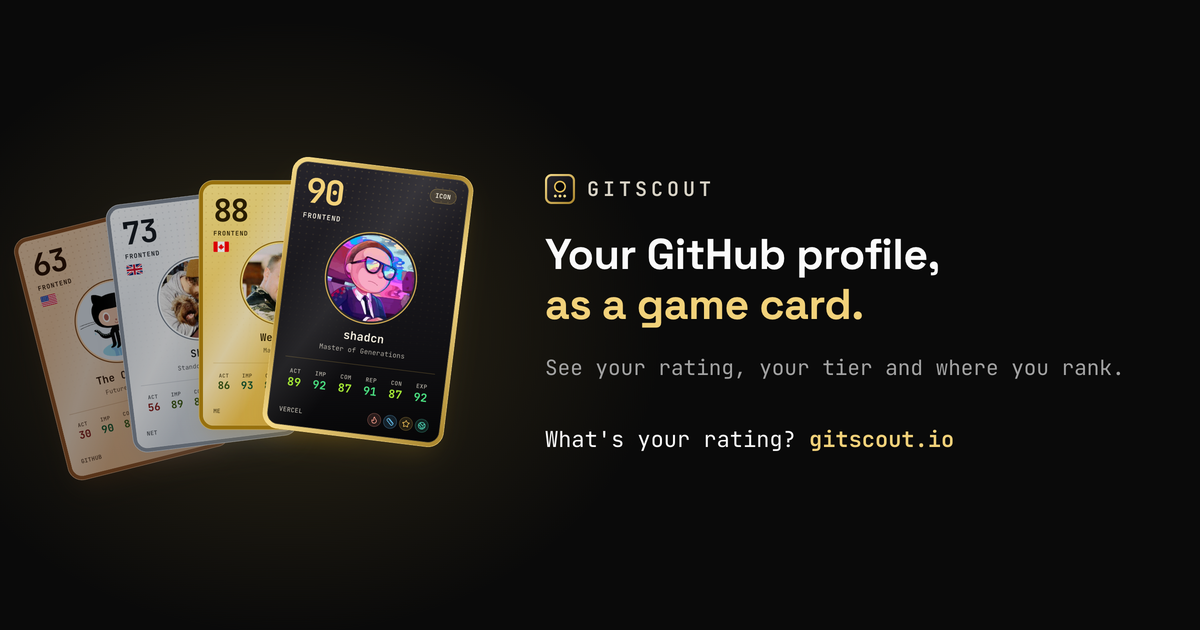 63
FRONTEND
The
ACT IMP
30 90
GITHUB
73
FRONTEND
ACT IMP
56 89
NET
88
FRONTEND
We
ACT IMP
86 93
ME
90
ICON
FRONTEND
shadcn
Master of Generations
ACT IMP COM REP CON EXP
89 92 87 91 87 92
VERCEL
GITSCOUT
Your GitHub profile,
as a game card.
See your rating, your tier and where you rank.
What's your rating? gitscout.io